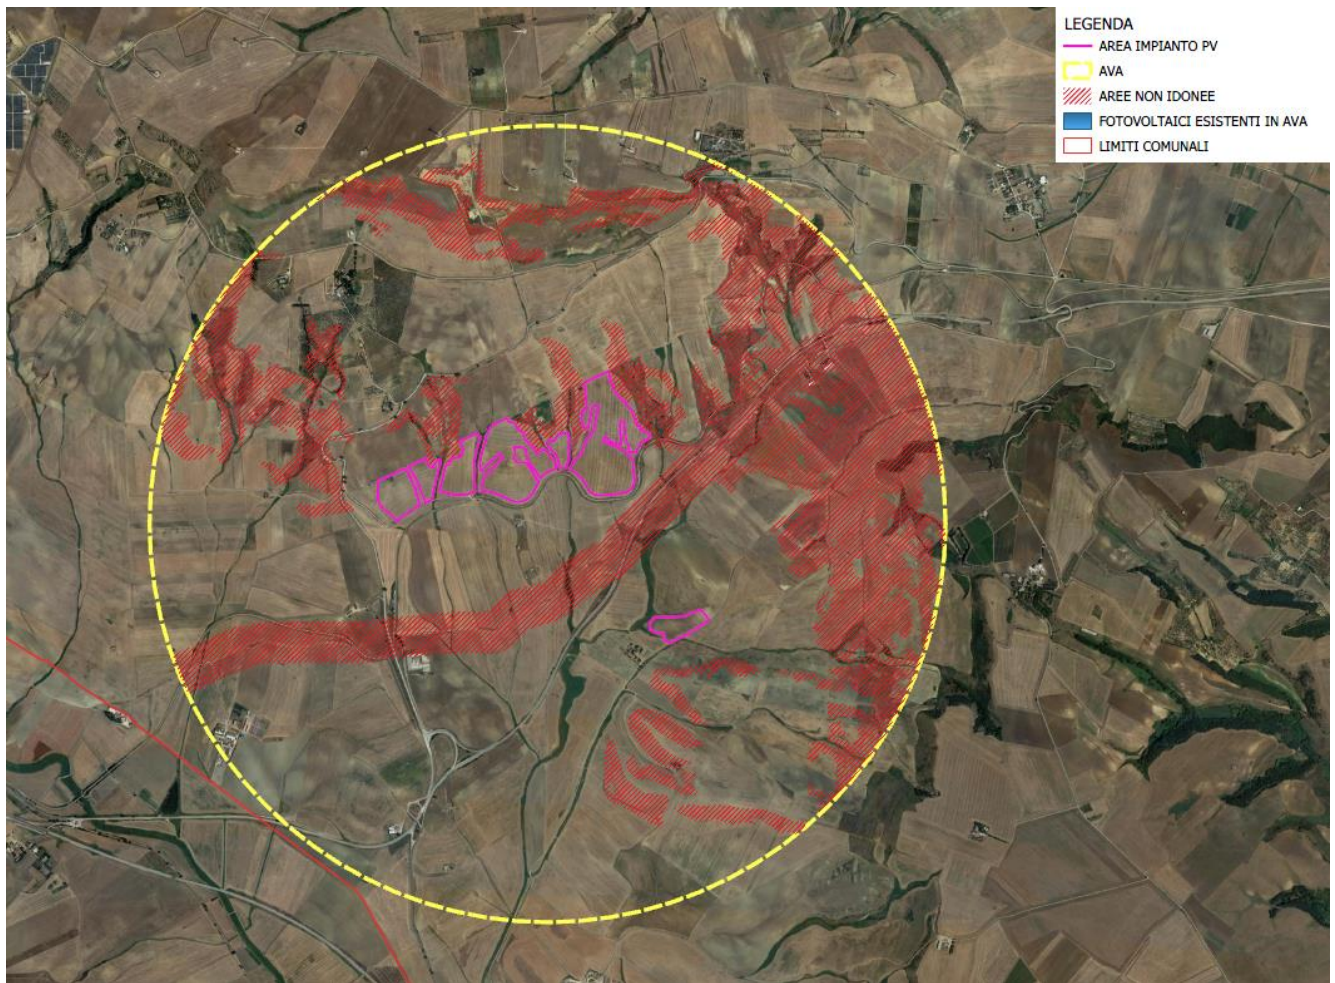 LEGENDA
AREA IMPIANTO PV
AVA
AREE NON IDONEE
FOTOVOLTAICI ESISTENTI IN AVA
LIMITI COMUNALI